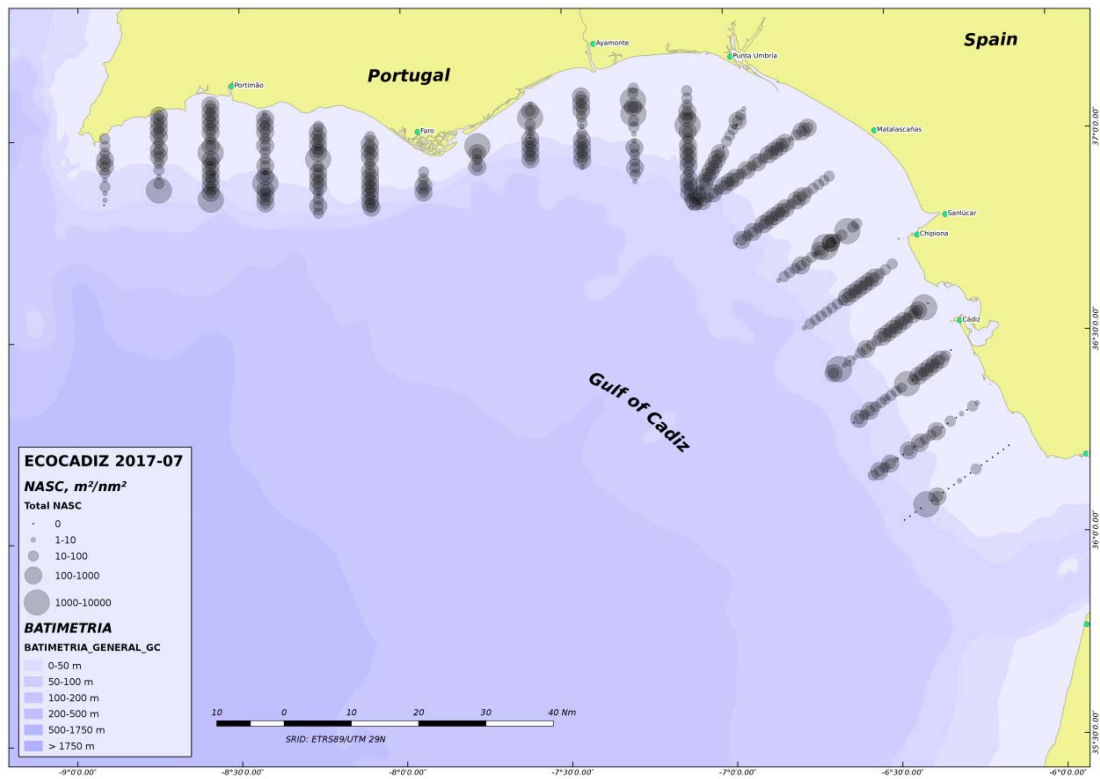 Spain
Portugal
Ayamonte
Punta Umbría
Portimão
Faro
Matalascañas
Sanlúcar
Chipiona
Cádiz
Gulf of Cadiz
37°0'0.00"
36°30'0.00"
36°0'0.00"
35°30'0.00"
ECOCADIZ 2017-07
NASC, m²/nm²
Total NASC
0
1-10
10-100
100-1000
1000-10000
BATIMETRIA
BATIMETRIA_GENERAL_GC
0-50 m
50-100 m
100-200 m
200-500 m
500-1750 m
> 1750 m
10 0 10 20 30 40 Nm
SRID: ETRS89/UTM 29N
-9°0'0.00" -8°30'0.00" -8°0'0.00" -7°30'0.00" -7°0'0.00" -6°30'0.00" -6°0'0.00"